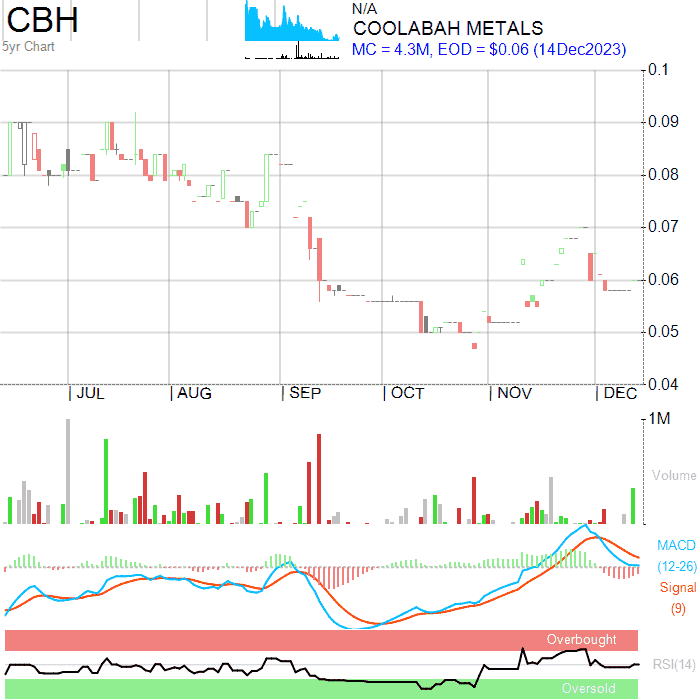 CBH
5yr Chart
N/A
COOLABAH METALS
MC = 4.3M, EOD = $0.06 (14Dec2023)
0.1
0.09
0.08
0.07
0.06
0.05
0.04
JUL AUG SEP OCT NOV DEC
1M
Volume
MACD
(12-26)
Signal
(9)
Overbought
RSI(14)
Oversold